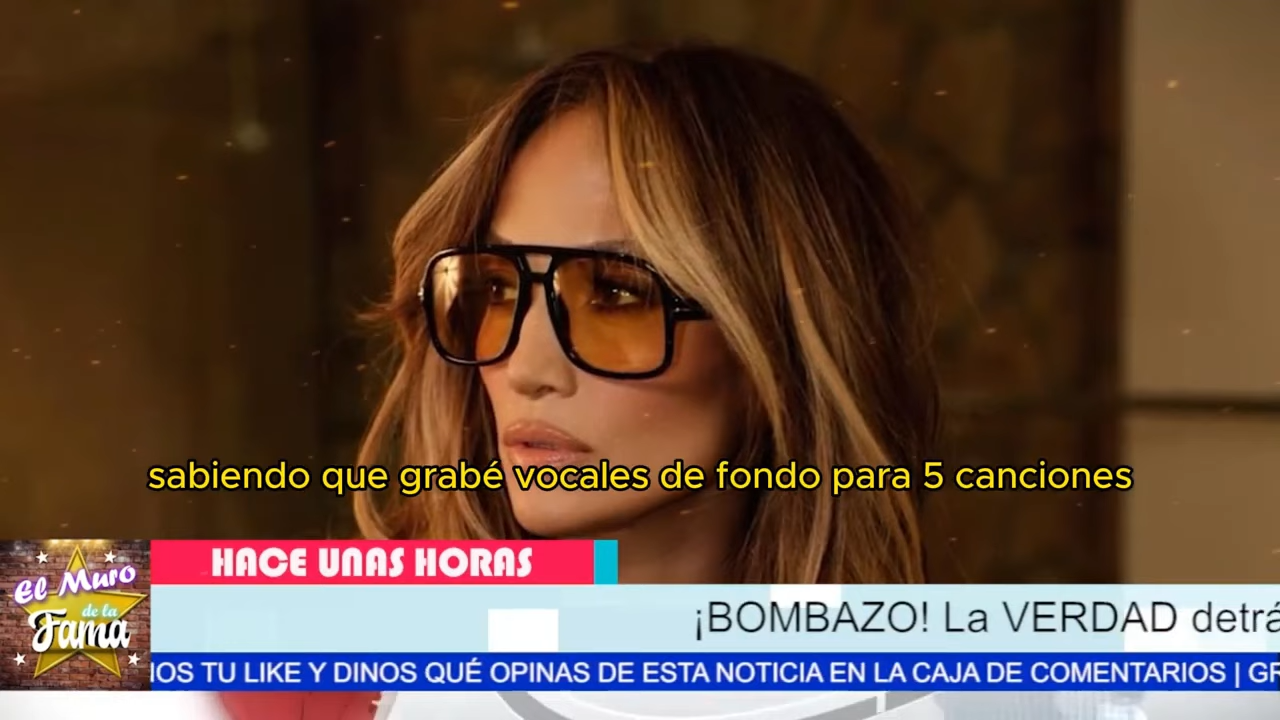 sabiendo que grabé vocales de fondo para 5 canciones
HACE UNAS HORAS
El Muro
de la
Fama
¡BOMBAZO! La VERDAD detrá
IOS TU LIKE Y DINOS QUÉ OPINAS DE ESTA NOTICIA EN LA CAJA DE COMENTARIOS | GR